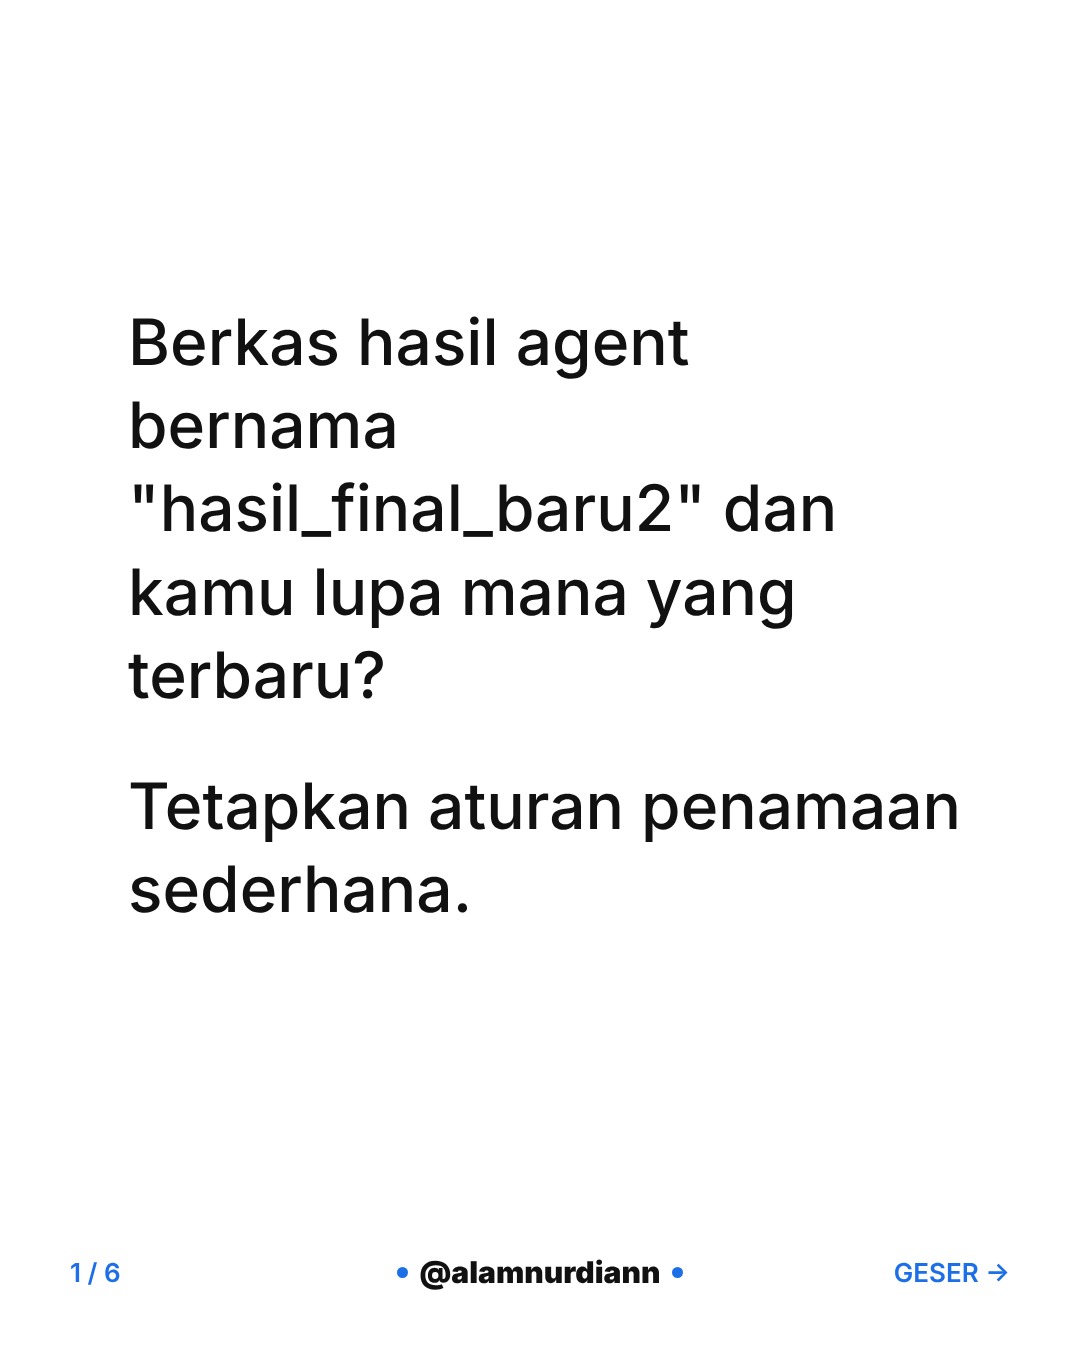 Berkas hasil agent
bernama
"hasil_final_baru2" dan
kamu lupa mana yang
terbaru?
Tetapkan aturan penamaan
sederhana.
1 / 6
• @alamnurdiann •
GESER →